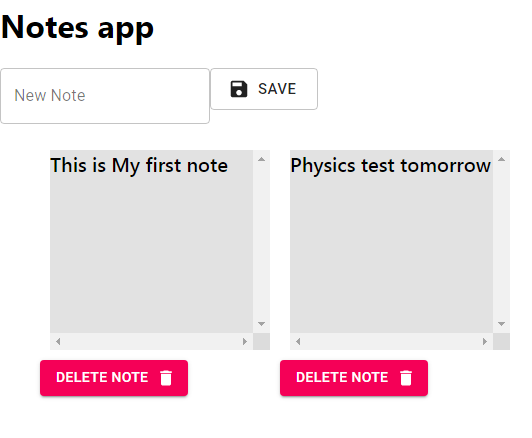 Notes app
New Note
SAVE
This is My first note
Physics test tomorrow
DELETE NOTE
DELETE NOTE